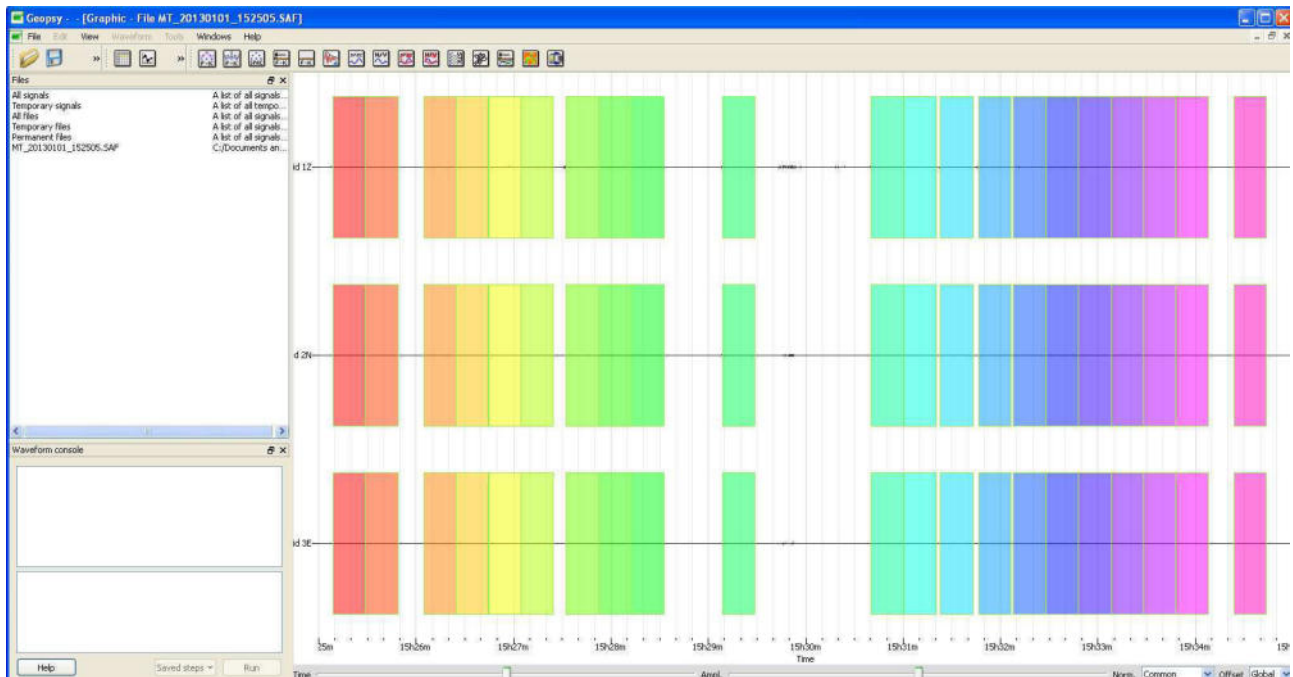 Geopsy - - [Graphic - File MT_20130101_152505.SAF]
File Edit View Waveform Tools Windows Help
Files
All signals A list of all signals...
Temporary signals A list of all tempo...
All files A list of all signals...
Temporary files A list of all signals...
Permanent files A list of all signals...
MT_20130101_152505.SAF C:/Documents an...
id 1Z
d 2N
id 3E
Waveform console
25m 15h26m 15h27m 15h28m 15h29m 15h30m 15h31m 15h32m 15h33m 15h34m 15h
Time
Help Saved steps Run
Time Ampl. Norm. Common Offset Global